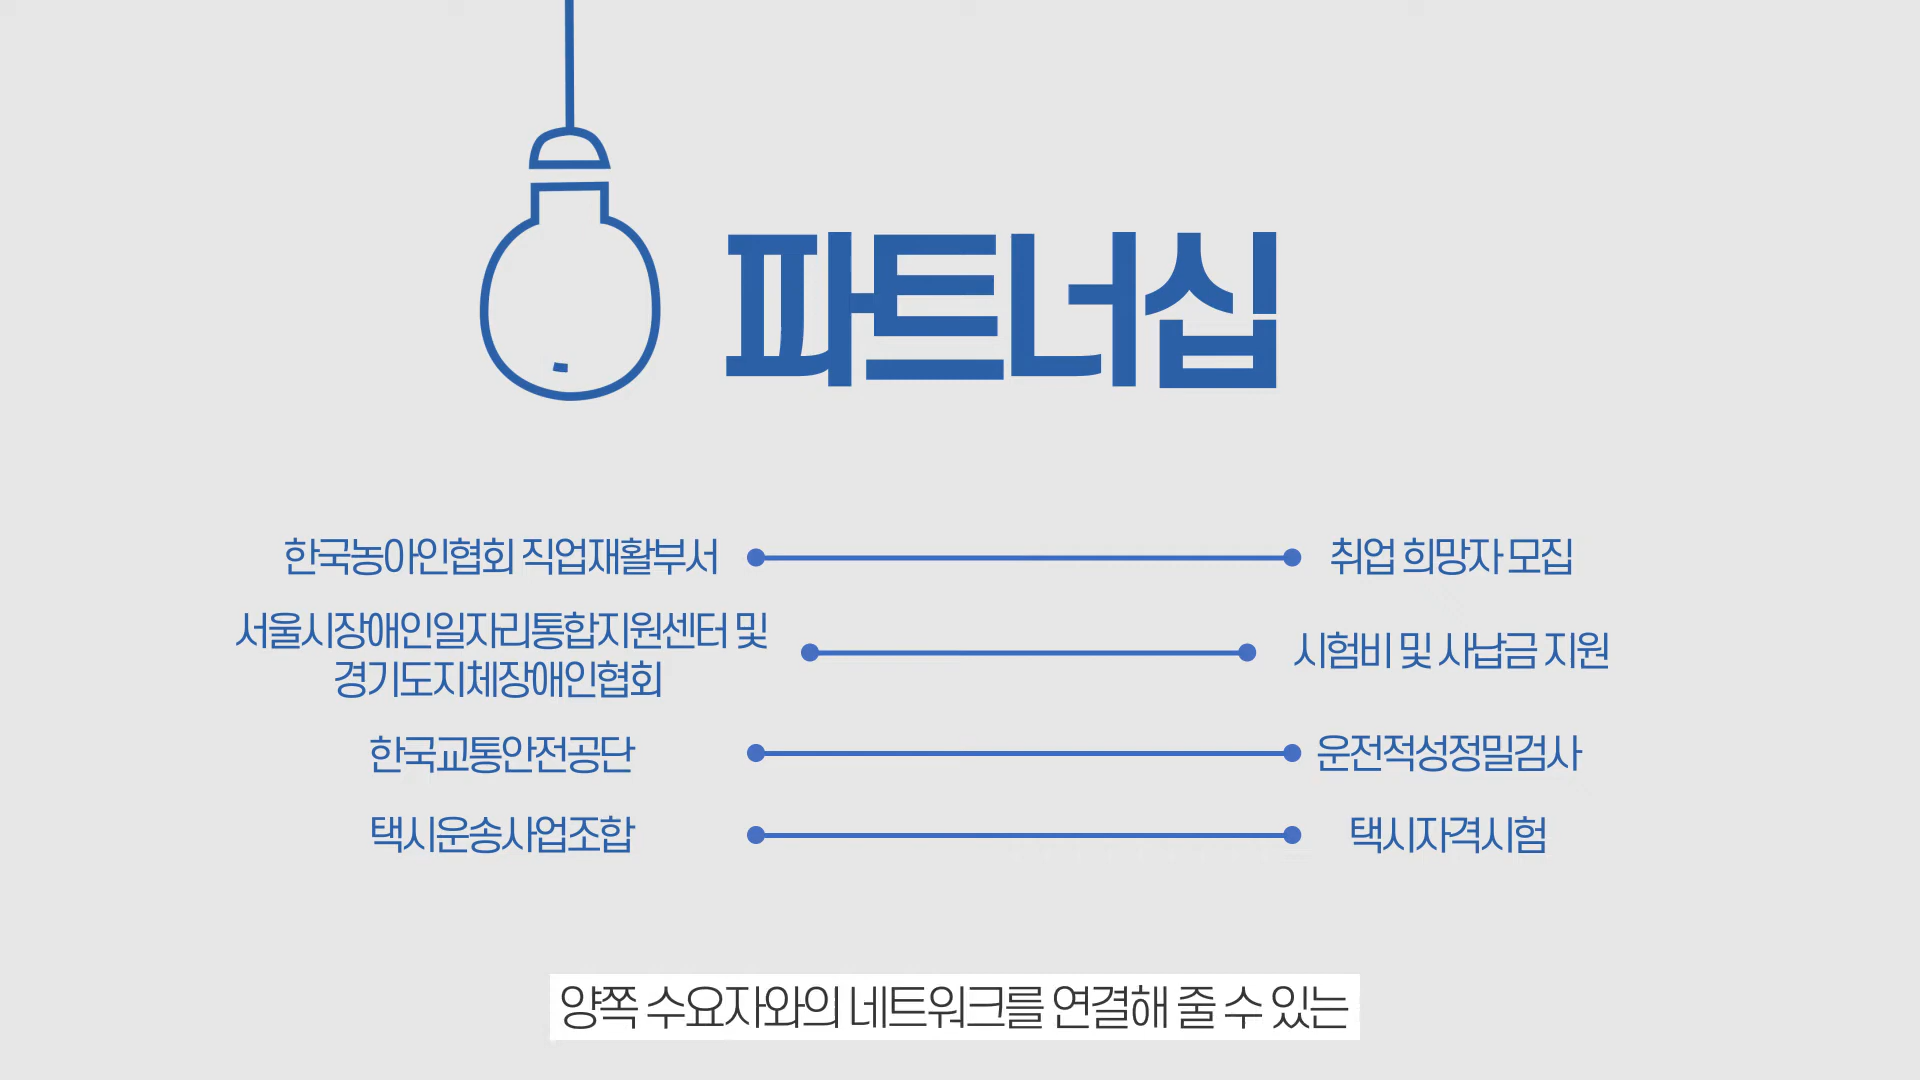 파트너십
한국농아인협회 직업재활부서
취업 희망자 모집
서울시장애인일자리통합지원센터 및
경기도지체장애인협회
시험비 및 사납금 지원
한국교통안전공단
운전적성정밀검사
택시운송사업조합
택시자격시험
양쪽 수요자와의 네트워크를 연결해 줄 수 있는